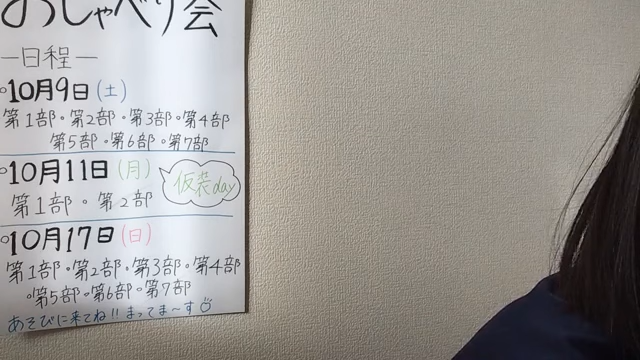 おしゃべり会
—日程—
○10月9日(土)
第1部・第2部・第3部・第4部
第5部・第6部・第7部
○10月11日(月)
仮装day
第1部・第2部
○10月17日(日)
第1部・第2部・第3部・第4部
・第5部・第6部・第7部
あそびに来てね!!まってま〜す